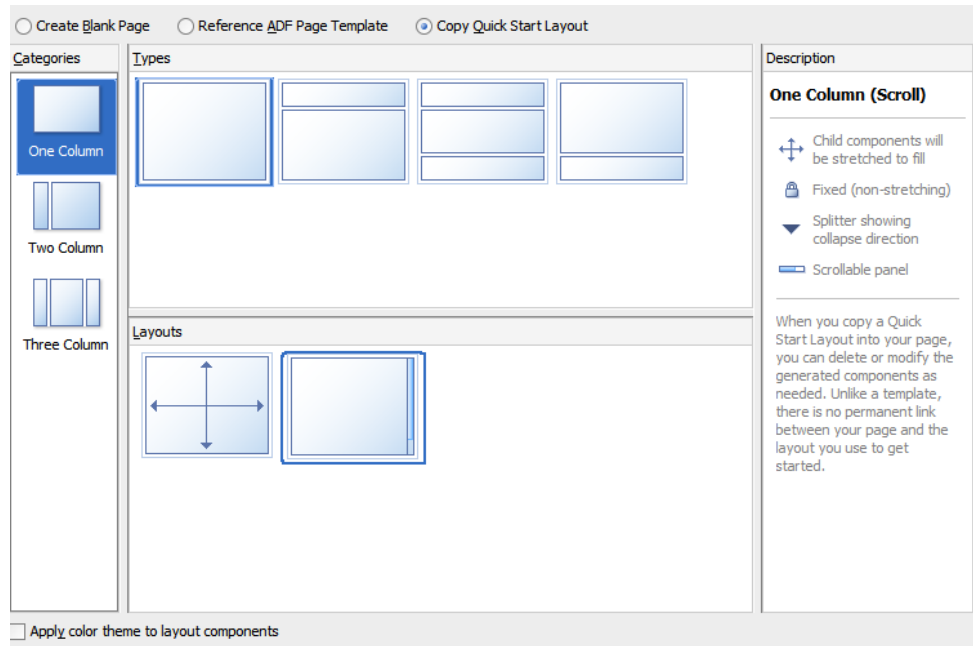 Create Blank Page
Reference ADF Page Template
Copy Quick Start Layout
Categories
One Column
Two Column
Three Column
Types
Layouts
Description
One Column (Scroll)
Child components will
be stretched to fill
Fixed (non-stretching)
Splitter showing
collapse direction
Scrollable panel
When you copy a Quick
Start Layout into your page,
you can delete or modify the
generated components as
needed. Unlike a template,
there is no permanent link
between your page and the
layout you use to get
started.
Apply color theme to layout components